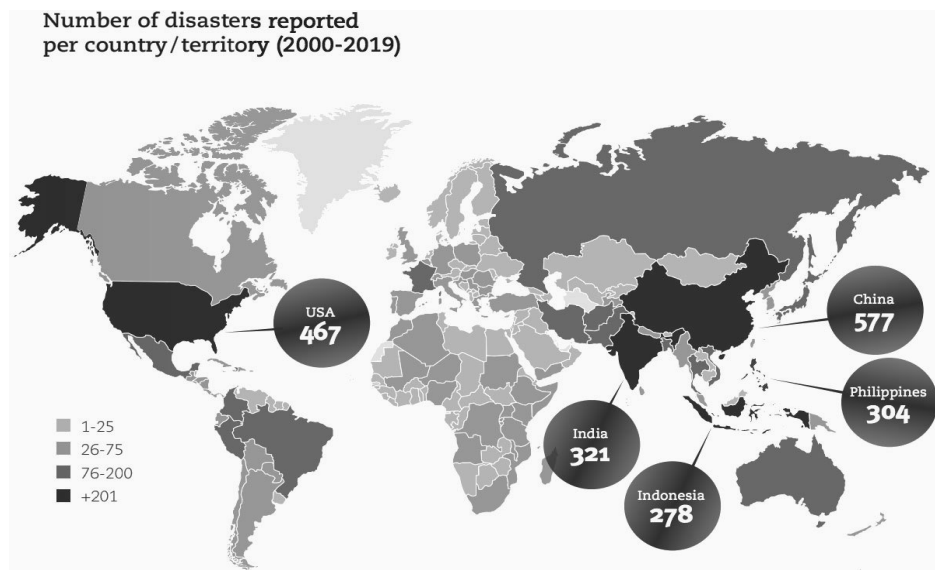 Number of disasters reported
per country/territory (2000-2019)
USA
467
China
577
Philippines
304
India
321
Indonesia
278
1-25
26-75
76-200
+201